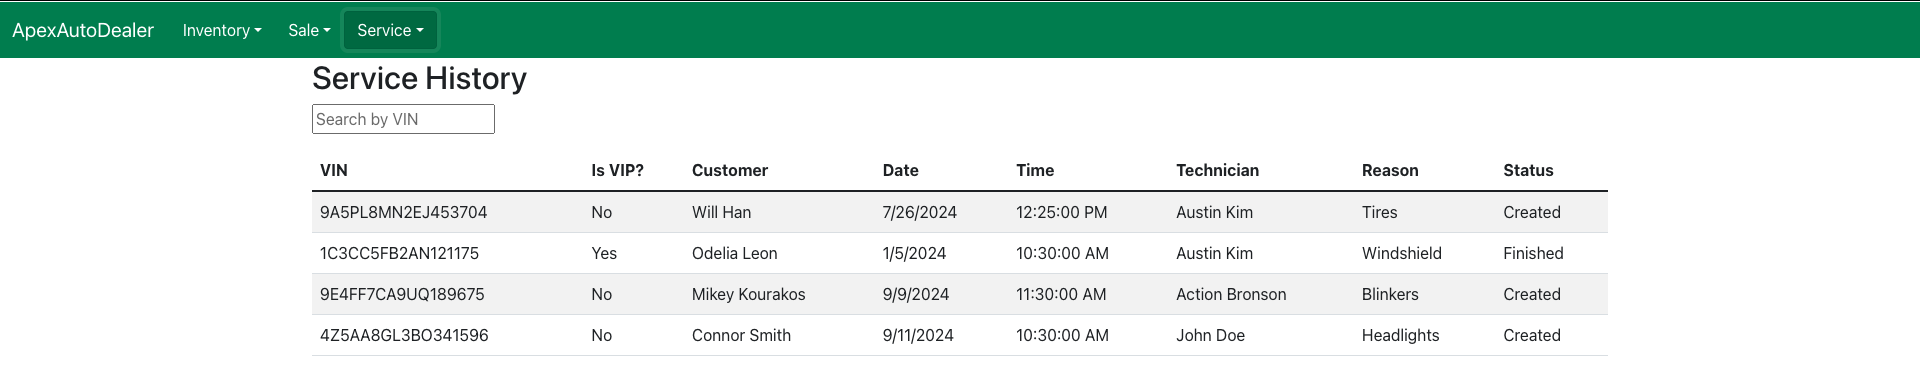 ApexAutoDealer Inventory Sale Service
Service History
Search by VIN
VIN Is VIP? Customer Date Time Technician Reason Status
9A5PL8MN2EJ453704 No Will Han 7/26/2024 12:25:00 PM Austin Kim Tires Created
1C3CC5FB2AN121175 Yes Odelia Leon 1/5/2024 10:30:00 AM Austin Kim Windshield Finished
9E4FF7CA9UQ189675 No Mikey Kourakos 9/9/2024 11:30:00 AM Action Bronson Blinkers Created
4Z5AA8GL3BO341596 No Connor Smith 9/11/2024 10:30:00 AM John Doe Headlights Created